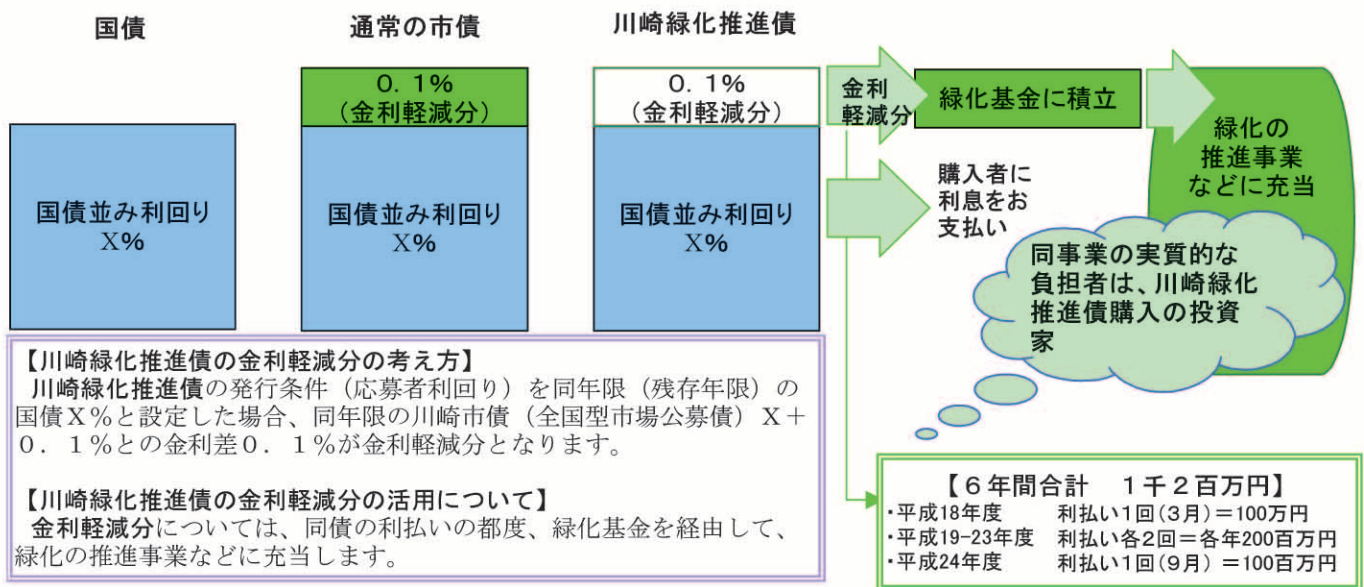 国債
通常の市債
川崎緑化推進債
0.1%
(金利軽減分)
0.1%
(金利軽減分)
国債並み利回り
X%
国債並み利回り
X%
国債並み利回り
X%
金利
軽減分
緑化基金に積立
緑化の
推進事業
などに充当
購入者に
利息をお
支払い
同事業の実質的な
負担者は、川崎緑化
推進債購入の投資
家
【川崎緑化推進債の金利軽減分の考え方】
川崎緑化推進債の発行条件（応募者利回り）を同年限（残存年限）の
国債X%と設定した場合、同年限の川崎市債（全国型市場公募債）X＋
0．1%との金利差0．1%が金利軽減分となります。
【川崎緑化推進債の金利軽減分の活用について】
金利軽減分については、同債の利払いの都度、緑化基金を経由して、
緑化の推進事業などに充当します。
【6年間合計　1千2百万円】
・平成18年度　利払い1回(3月)＝100万円
・平成19-23年度　利払い各2回＝各年200百万円
・平成24年度　利払い1回(9月)＝100百万円